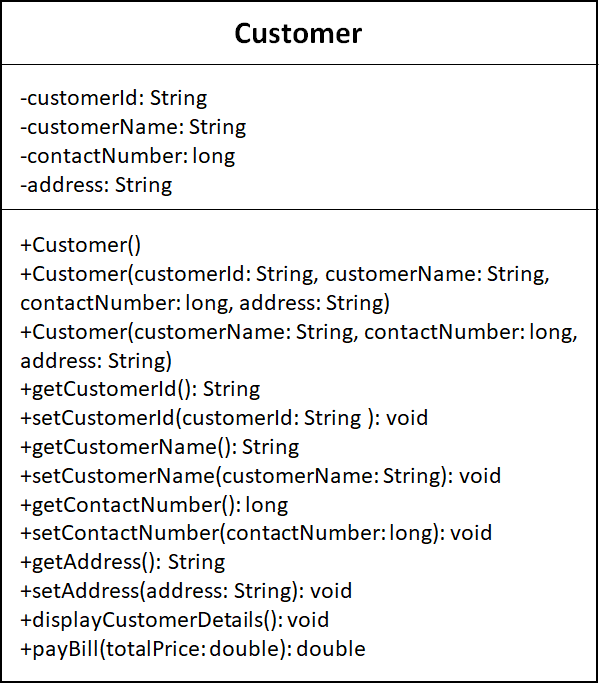 Customer
-customerId: String
-customerName: String
-contactNumber: long
-address: String
+Customer()
+Customer(customerId: String, customerName: String,
contactNumber: long, address: String)
+Customer(customerName: String, contactNumber: long,
address: String)
+getCustomerId(): String
+setCustomerId(customerId: String ): void
+getCustomerName(): String
+setCustomerName(customerName: String): void
+getContactNumber(): long
+setContactNumber(contactNumber: long): void
+getAddress(): String
+setAddress(address: String): void
+displayCustomerDetails(): void
+payBill(totalPrice: double): double